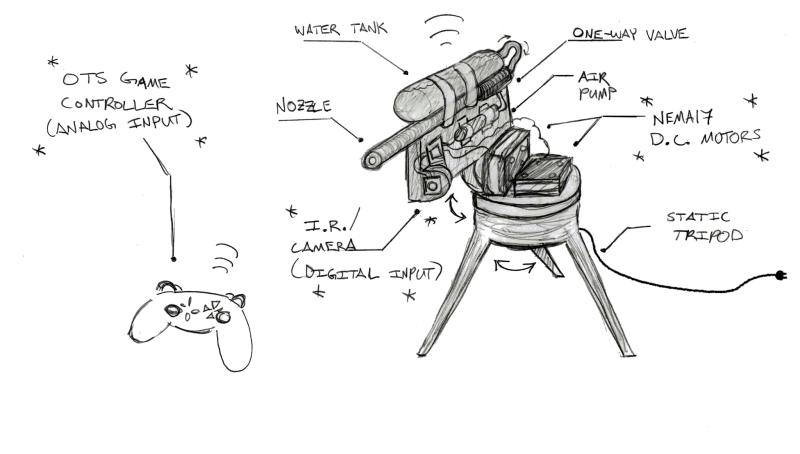 WATER TANK
ONE-WAY VALVE
* OTS GAME *
CONTROLLER
(ANALOG INPUT)
* *
AIR
PUMP
NOZZLE
* NEMA17 *
D.C. MOTORS
* *
* I.R./
CAMERA *
(DIGITAL INPUT)
* *
STATIC
TRIPOD